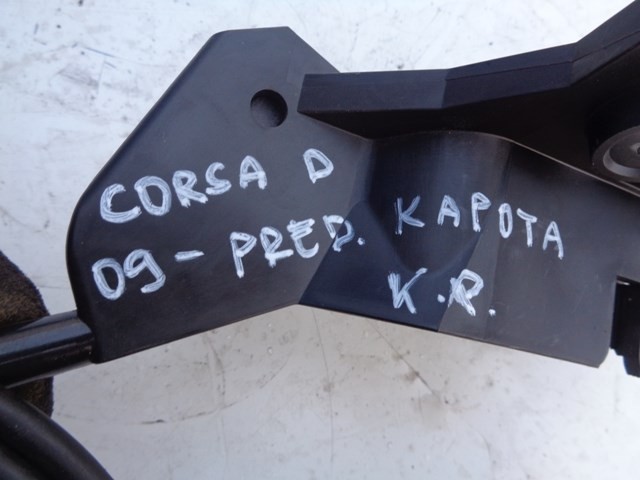 CORSA D
09 - PRED. KAPOTA
K.R.